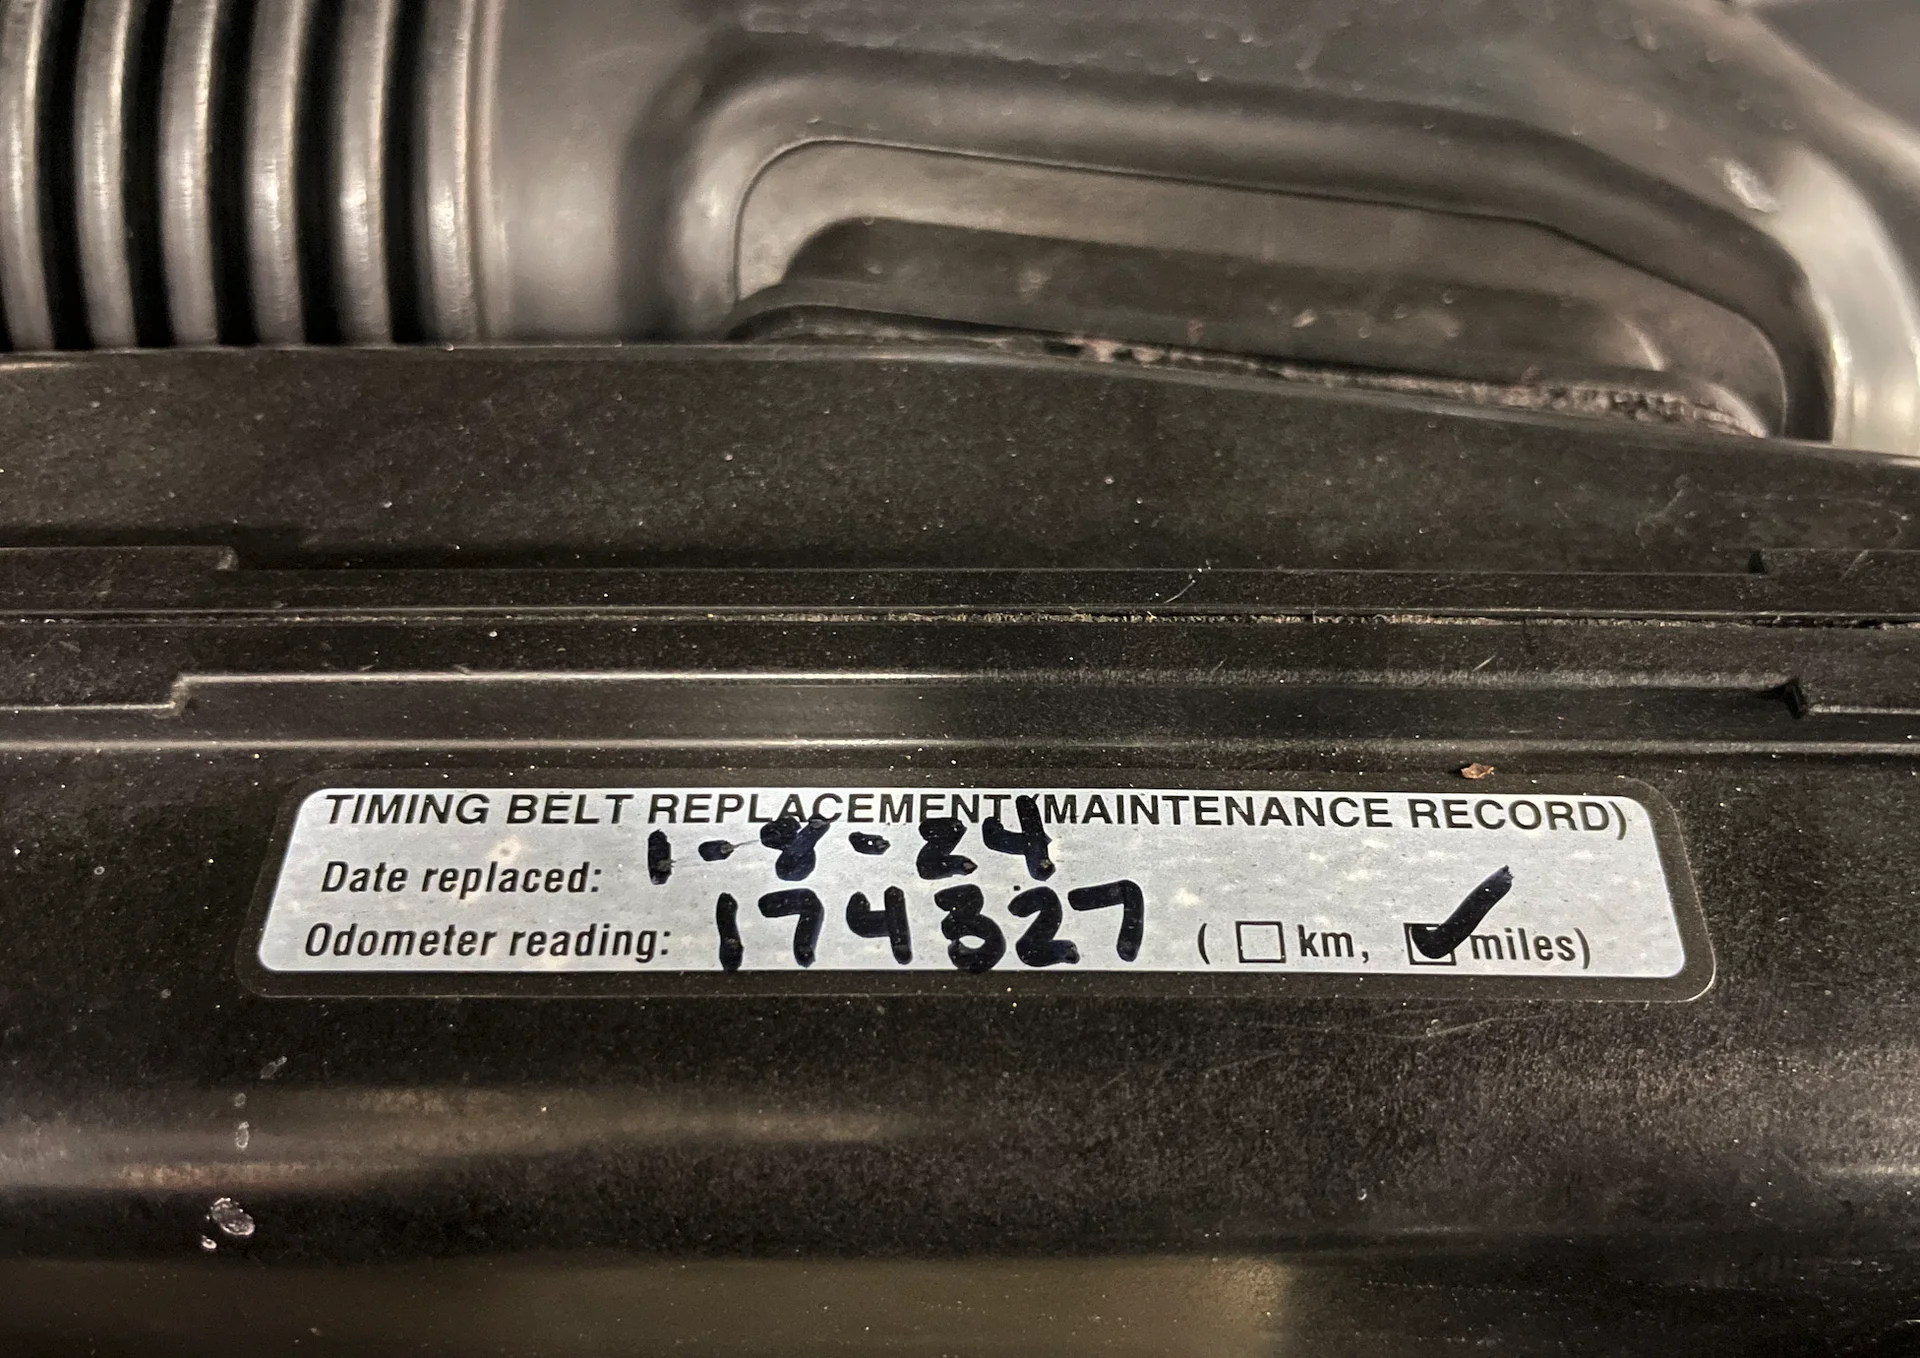 TIMING BELT REPLACEMENT (MAINTENANCE RECORD)
Date replaced: 1-8-24
Odometer reading: 174327 ( km, miles)